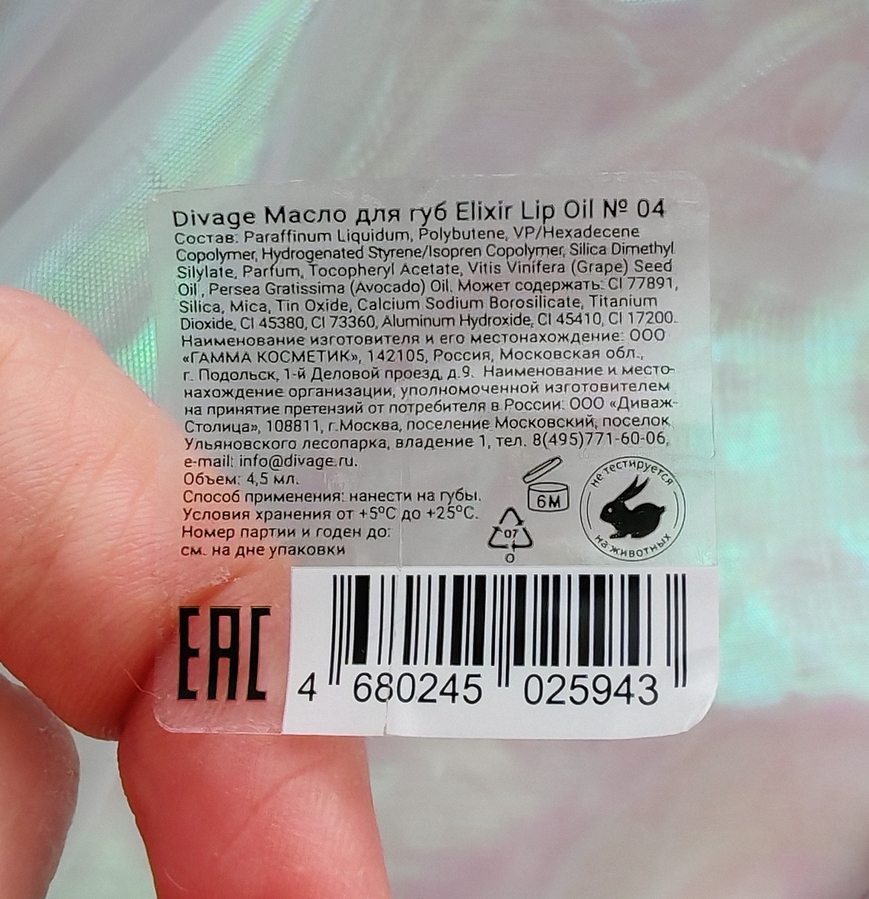 Divage Масло для губ Elixir Lip Oil № 04
Состав: Paraffinum Liquidum, Polybutene, VP/Hexadecene
Copolymer, Hydrogenated Styrene/Isopren Copolymer, Silica Dimethyl
Silylate, Parfum, Tocopheryl Acetate, Vitis Vinifera (Grape) Seed
Oil, Persea Gratissima (Avocado) Oil. Может содержать: CI 77891,
Silica, Mica, Tin Oxide, Calcium Sodium Borosilicate, Titanium
Dioxide, CI 45380, CI 73360, Aluminum Hydroxide, CI 45410, CI 17200.
Наименование изготовителя и его местонахождение: ООО
«ГАММА КОСМЕТИК», 142105, Россия, Московская обл.,
г. Подольск, 1-й Деловой проезд, д.9. Наименование и место-
нахождение организации, уполномоченной изготовителем
на принятие претензий от потребителя в России: ООО «Диваж-
Столица», 108811, г.Москва, поселение Московский, поселок
Ульяновского лесопарка, владение 1, тел. 8(495)771-60-06,
e-mail: info@divage.ru.
Объем: 4,5 мл.
Способ применения: нанести на губы.
Условия хранения от +5°C до +25°C.
Номер партии и годен до:
см. на дне упаковки
6M
07
O
не тестируется
на животных
EAC
4 680245 025943